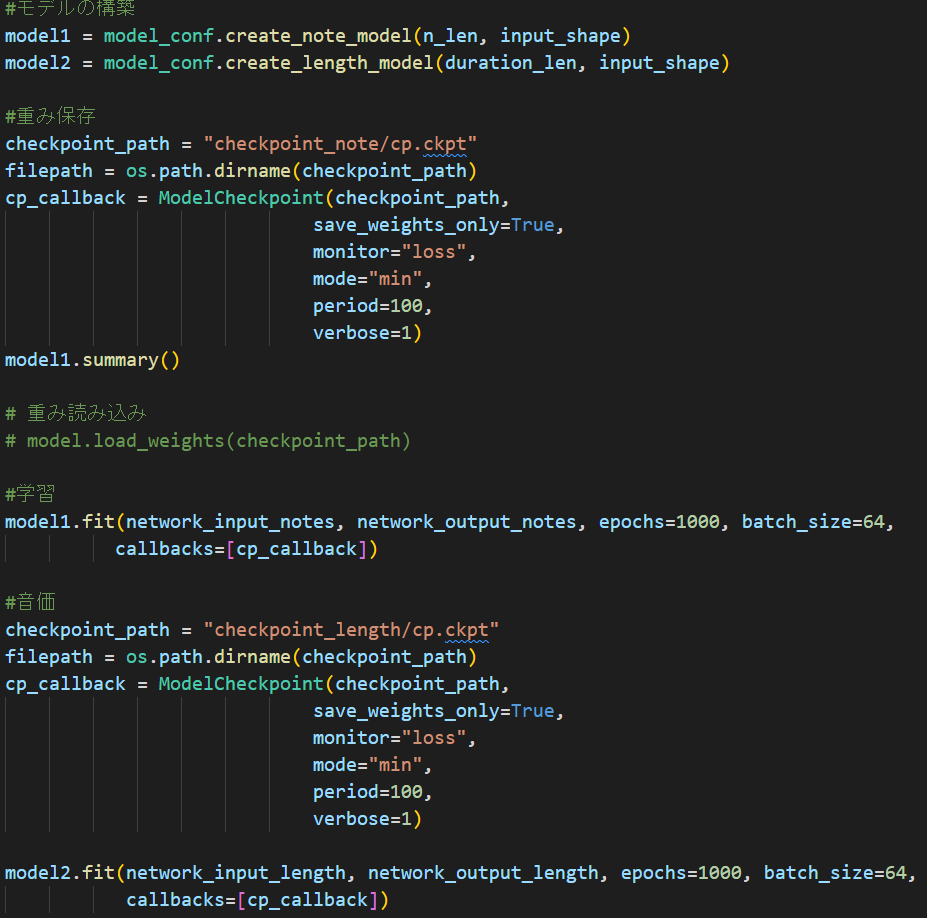 #モデルの構築
model1 = model_conf.create_note_model(n_len, input_shape)
model2 = model_conf.create_length_model(duration_len, input_shape)
#重み保存
checkpoint_path = "checkpoint_note/cp.ckpt"
filepath = os.path.dirname(checkpoint_path)
cp_callback = ModelCheckpoint(checkpoint_path,
save_weights_only=True,
monitor="loss",
mode="min",
period=100,
verbose=1)
model1.summary()
# 重み読み込み
# model.load_weights(checkpoint_path)
#学習
model1.fit(network_input_notes, network_output_notes, epochs=1000, batch_size=64,
callbacks=[cp_callback])
#音価
checkpoint_path = "checkpoint_length/cp.ckpt"
filepath = os.path.dirname(checkpoint_path)
cp_callback = ModelCheckpoint(checkpoint_path,
save_weights_only=True,
monitor="loss",
mode="min",
period=100,
verbose=1)
model2.fit(network_input_length, network_output_length, epochs=1000, batch_size=64,
callbacks=[cp_callback])